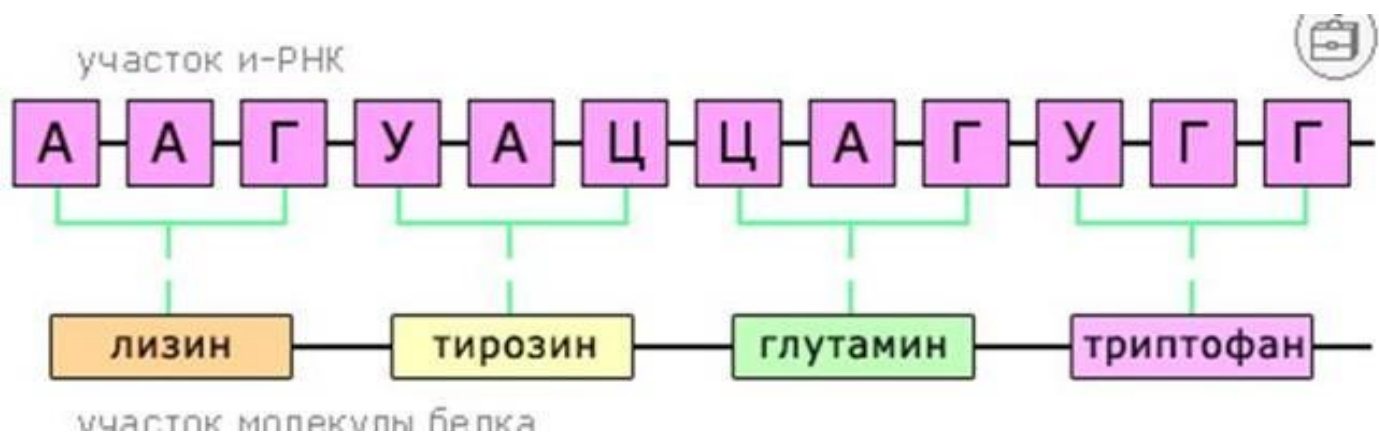 участок и-РНК
А А Г У А Ц Ц А Г У Г Г
лизин тирозин глутамин триптофан
участок молекулы белка